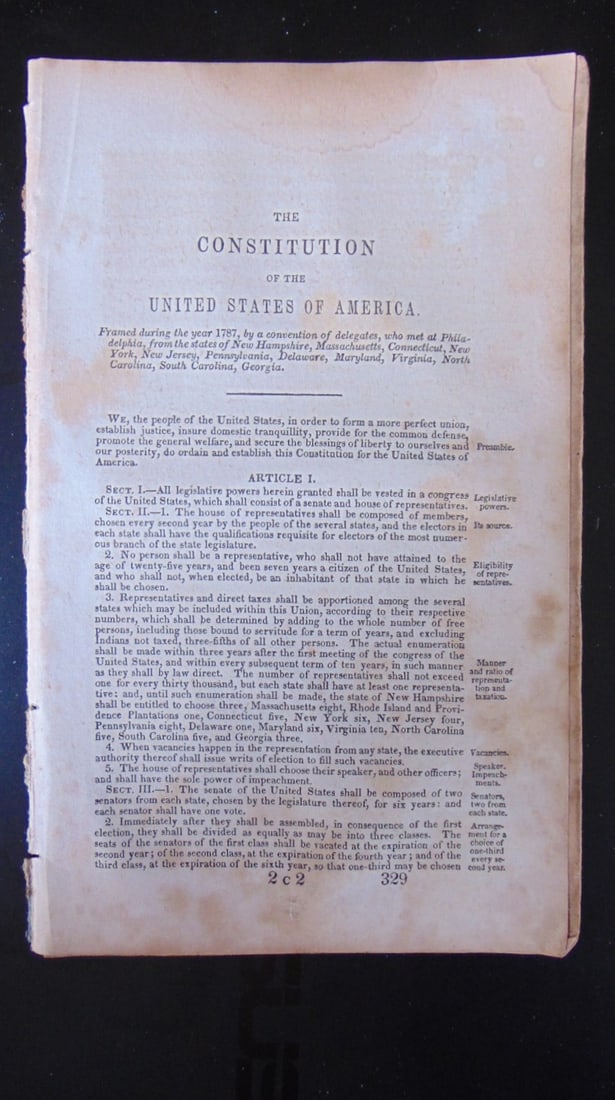 THE
CONSTITUTION
OF THE
UNITED STATES OF AMERICA.
Framed during the year 1787, by a convention of delegates, who met at Phila-
delphia, from the states of New Hampshire, Massachusetts, Connecticut, New
York, New Jersey, Pennsylvania, Delaware, Maryland, Virginia, North
Carolina, South Carolina, Georgia.
WE, the people of the United States, in order to form a more perfect union,
establish justice, insure domestic tranquillity, provide for the common defense,
promote the general welfare, and secure the blessings of liberty to ourselves and
our posterity, do ordain and establish this Constitution for the United States of
America.
Preamble.
ARTICLE I.
SECT. I.—All legislative powers herein granted shall be vested in a congress
of the United States, which shall consist of a senate and house of representatives.
Legislative
powers.
SECT. II.—1. The house of representatives shall be composed of members,
chosen every second year by the people of the several states, and the electors in
each state shall have the qualifications requisite for electors of the most numer-
ous branch of the state legislature.
Its source.
2. No person shall be a representative, who shall not have attained to the
age of twenty-five years, and been seven years a citizen of the United States,
and who shall not, when elected, be an inhabitant of that state in which he
shall be chosen.
Eligibility
of repre-
sentatives.
3. Representatives and direct taxes shall be apportioned among the several
states which may be included within this Union, according to their respective
numbers, which shall be determined by adding to the whole number of free
persons, including those bound to servitude for a term of years, and excluding
Indians not taxed, three-fifths of all other persons. The actual enumeration
shall be made within three years after the first meeting of the congress of the
United States, and within every subsequent term of ten years, in such manner
as they shall by law direct. The number of representatives shall not exceed
one for every thirty thousand, but each state shall have at least one representa-
tive: and, until such enumeration shall be made, the state of New Hampshire
shall be entitled to choose three, Massachusetts eight, Rhode Island and Provi-
dence Plantations one, Connecticut five, New York six, New Jersey four,
Pennsylvania eight, Delaware one, Maryland six, Virginia ten, North Carolina
five, South Carolina five, and Georgia three.
Manner
and ratio of
representa-
tion and
taxation.
4. When vacancies happen in the representation from any state, the executive
authority thereof shall issue writs of election to fill such vacancies.
Vacancies.
5. The house of representatives shall choose their speaker, and other officers;
and shall have the sole power of impeachment.
Speaker.
Impeach-
ments.
SECT. III.—1. The senate of the United States shall be composed of two
senators from each state, chosen by the legislature thereof, for six years: and
each senator shall have one vote.
Senators,
two from
each state.
2. Immediately after they shall be assembled, in consequence of the first
election, they shall be divided as equally as may be into three classes. The
seats of the senators of the first class shall be vacated at the expiration of the
second year; of the second class, at the expiration of the fourth year; and of the
third class, at the expiration of the sixth year, so that one-third may be chosen
Arrange-
ment for a
choice of
one-third
every se-
cond year.
2 c 2 329